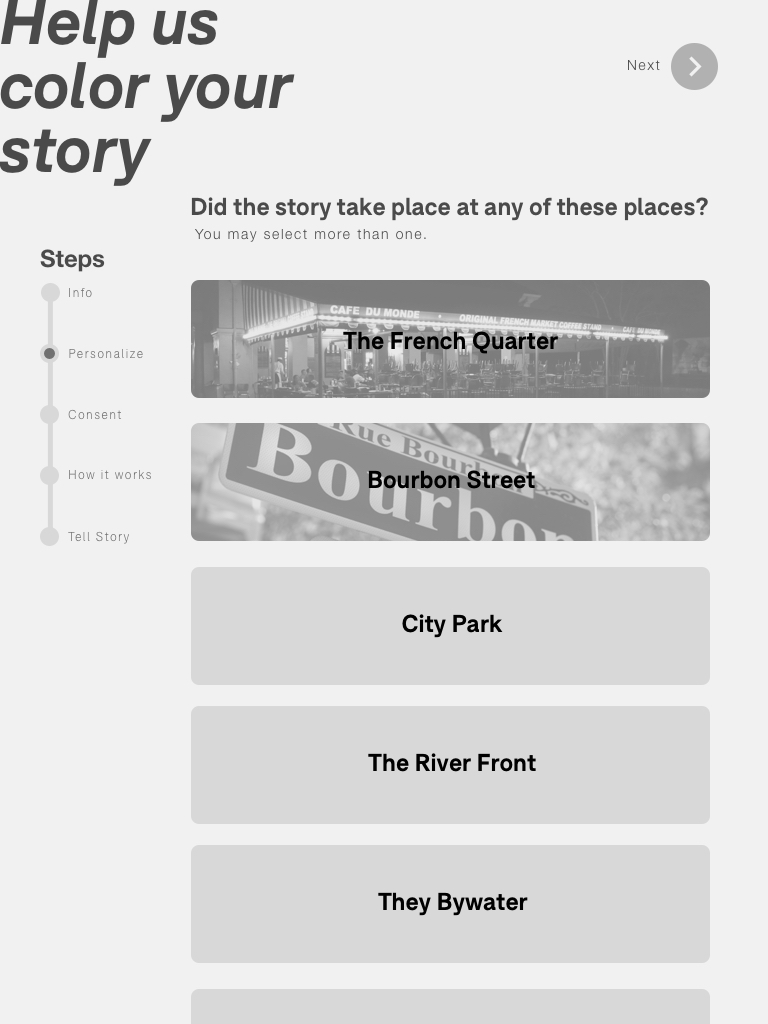 Help us
color your
story
Next
Did the story take place at any of these places?
You may select more than one.
Steps
Info
Personalize
Consent
How it works
Tell Story
CAFE DU MONDE • ORIGINAL FRENCH MARKET COFFEE STAND • CAFE DU MONDE
The French Quarter
Rue Bourbon
Bourbon
Bourbon Street
City Park
The River Front
They Bywater